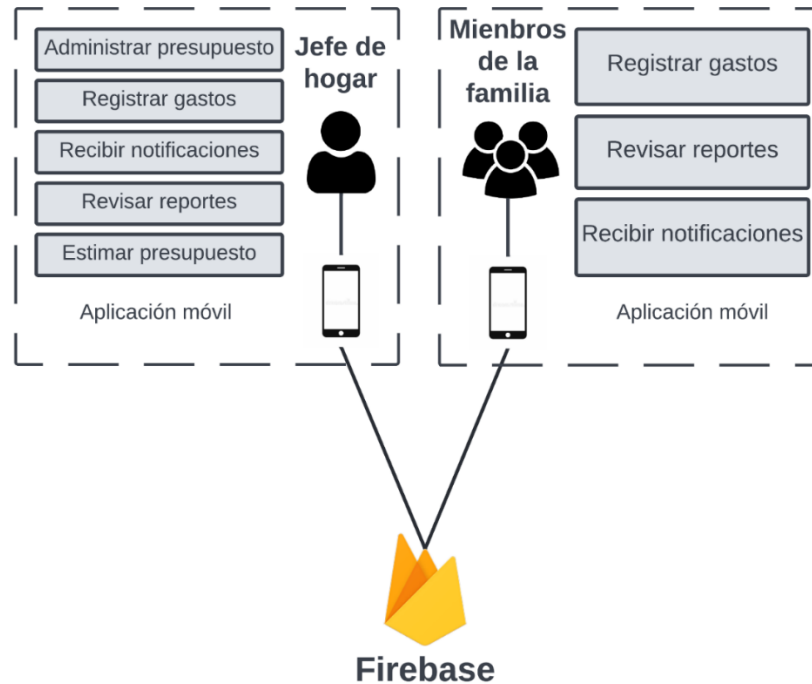 Administrar presupuesto
Registrar gastos
Recibir notificaciones
Revisar reportes
Estimar presupuesto
Aplicación móvil
Jefe de
hogar
Mienbros
de la
familia
Registrar gastos
Revisar reportes
Recibir notificaciones
Aplicación móvil
Firebase